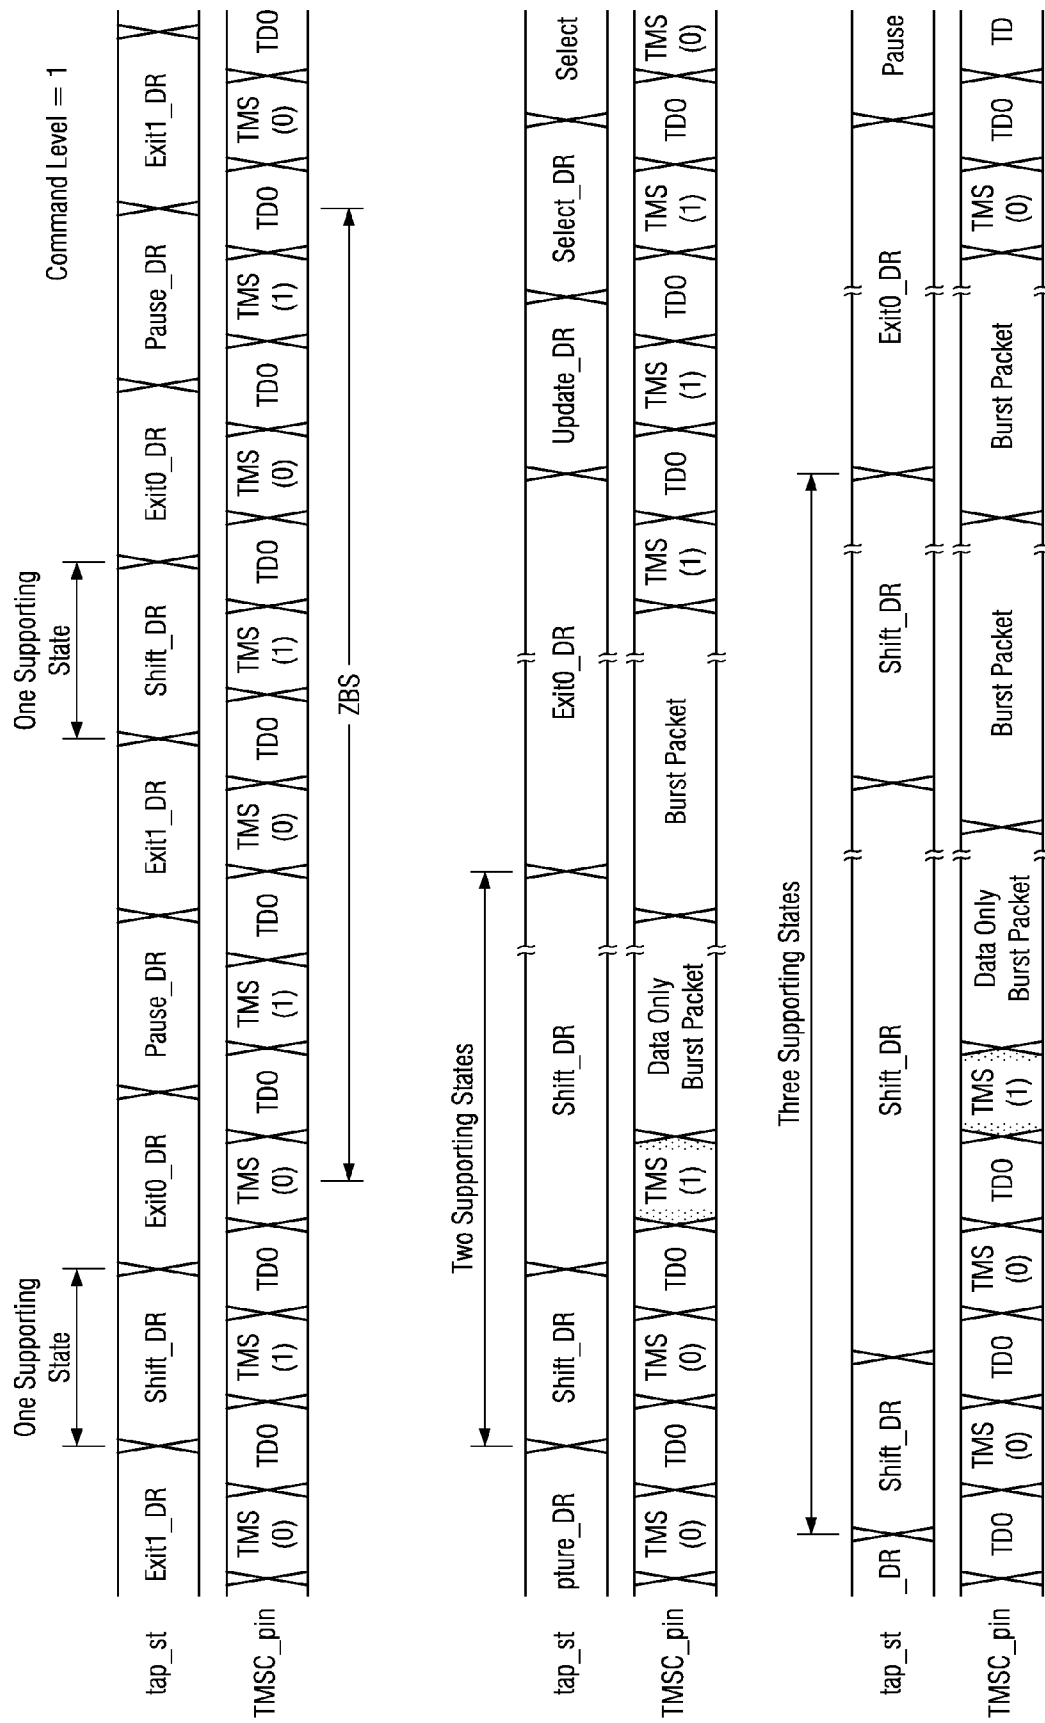 Command Level = 1
One Supporting
State
One Supporting
State
tap_st
Exit1_DR
Shift_DR
Exit0_DR
Pause_DR
Exit1_DR
Shift_DR
Exit0_DR
Pause_DR
Exit1_DR
TMSC_pin
TMS
(0)
TDO
TMS
(1)
TDO
TMS
(0)
TDO
TMS
(1)
TDO
TMS
(0)
TDO
TMS
(1)
TDO
TMS
(0)
TDO
TMS
(1)
TDO
TMS
(0)
TDO
ZBS
Two Supporting States
tap_st
pture_DR
Shift_DR
Shift_DR
Exit0_DR
Update_DR
Select_DR
Select
TMSC_pin
TMS
(0)
TDO
TMS
(0)
TDO
TMS
(1)
Data Only
Burst Packet
Burst Packet
TMS
(1)
TDO
TMS
(1)
TDO
TMS
(1)
TDO
TMS
(0)
Three Supporting States
tap_st
_DR
Shift_DR
Shift_DR
Shift_DR
Exit0_DR
Pause
TMSC_pin
TDO
TMS
(0)
TDO
TMS
(0)
TDO
TMS
(1)
Data Only
Burst Packet
Burst Packet
Burst Packet
TMS
(0)
TDO
TD